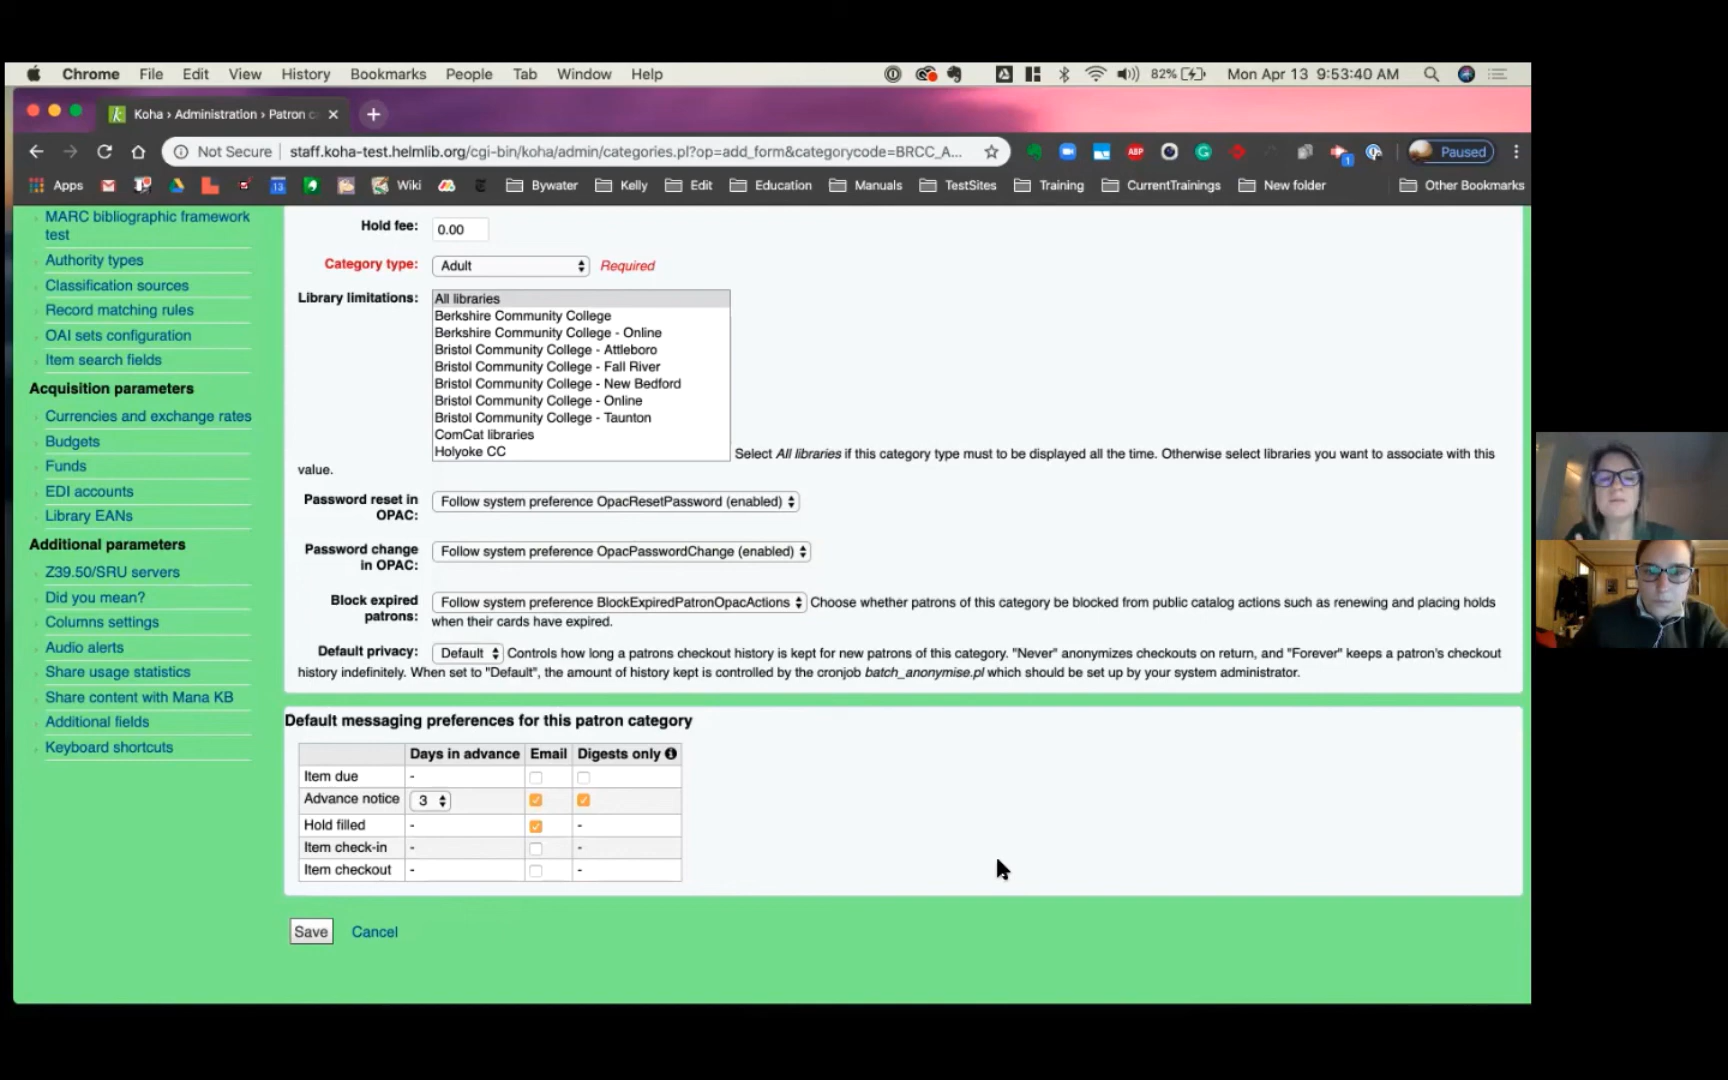 Chrome File Edit View History Bookmarks People Tab Window Help 82% Mon Apr 13 9:53:40 AM
Koha › Administration › Patron c
Not Secure staff.koha-test.helmlib.org/cgi-bin/koha/admin/categories.pl?op=add_form&categorycode=BRCC_A... ABP 1 Paused
Apps 13 Wiki Bywater Kelly Edit Education Manuals TestSites Training CurrentTrainings New folder Other Bookmarks
MARC bibliographic framework
test
Authority types
Classification sources
Record matching rules
OAI sets configuration
Item search fields
Acquisition parameters
Currencies and exchange rates
Budgets
Funds
EDI accounts
Library EANs
Additional parameters
Z39.50/SRU servers
Did you mean?
Columns settings
Audio alerts
Share usage statistics
Share content with Mana KB
Additional fields
Keyboard shortcuts
Hold fee: 0.00
Category type: Adult Required
Library limitations: All libraries
Berkshire Community College
Berkshire Community College - Online
Bristol Community College - Attleboro
Bristol Community College - Fall River
Bristol Community College - New Bedford
Bristol Community College - Online
Bristol Community College - Taunton
ComCat libraries
Holyoke CC
Select All libraries if this category type must to be displayed all the time. Otherwise select libraries you want to associate with this
value.
Password reset in
OPAC:
Follow system preference OpacResetPassword (enabled)
Password change
in OPAC:
Follow system preference OpacPasswordChange (enabled)
Block expired
patrons:
Follow system preference BlockExpiredPatronOpacActions Choose whether patrons of this category be blocked from public catalog actions such as renewing and placing holds
when their cards have expired.
Default privacy: Default Controls how long a patrons checkout history is kept for new patrons of this category. "Never" anonymizes checkouts on return, and "Forever" keeps a patron's checkout
history indefinitely. When set to "Default", the amount of history kept is controlled by the cronjob batch_anonymise.pl which should be set up by your system administrator.
Default messaging preferences for this patron category
Days in advance Email Digests only
Item due -
Advance notice 3
Hold filled - -
Item check-in - -
Item checkout - -
Save Cancel